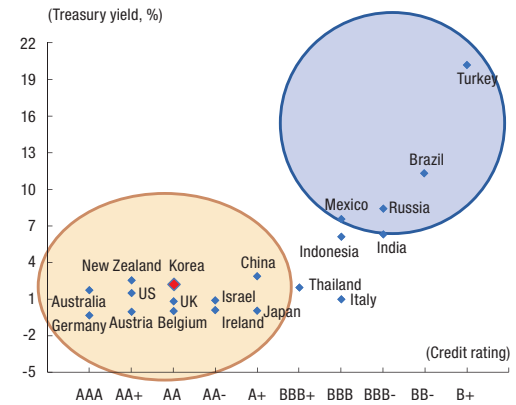 (Treasury yield, %)
22
19
Turkey
16
13
Brazil
10
Mexico
Russia
7
Indonesia
India
4
New Zealand
Korea
China
Thailand
US
Israel
Italy
1
Australia
UK
Japan
Germany
Austria
Belgium
Ireland
-2
(Credit rating)
-5
AAA AA+ AA AA- A+ BBB+ BBB BBB- BB- B+